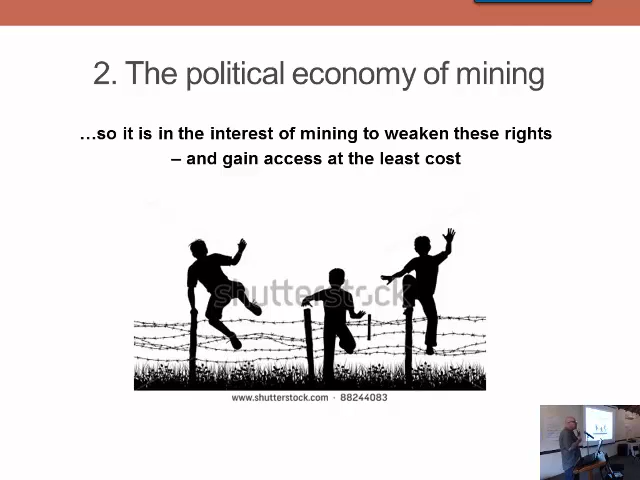 2. The political economy of mining
…so it is in the interest of mining to weaken these rights
– and gain access at the least cost
shutterstock
www.shutterstock.com · 88244083